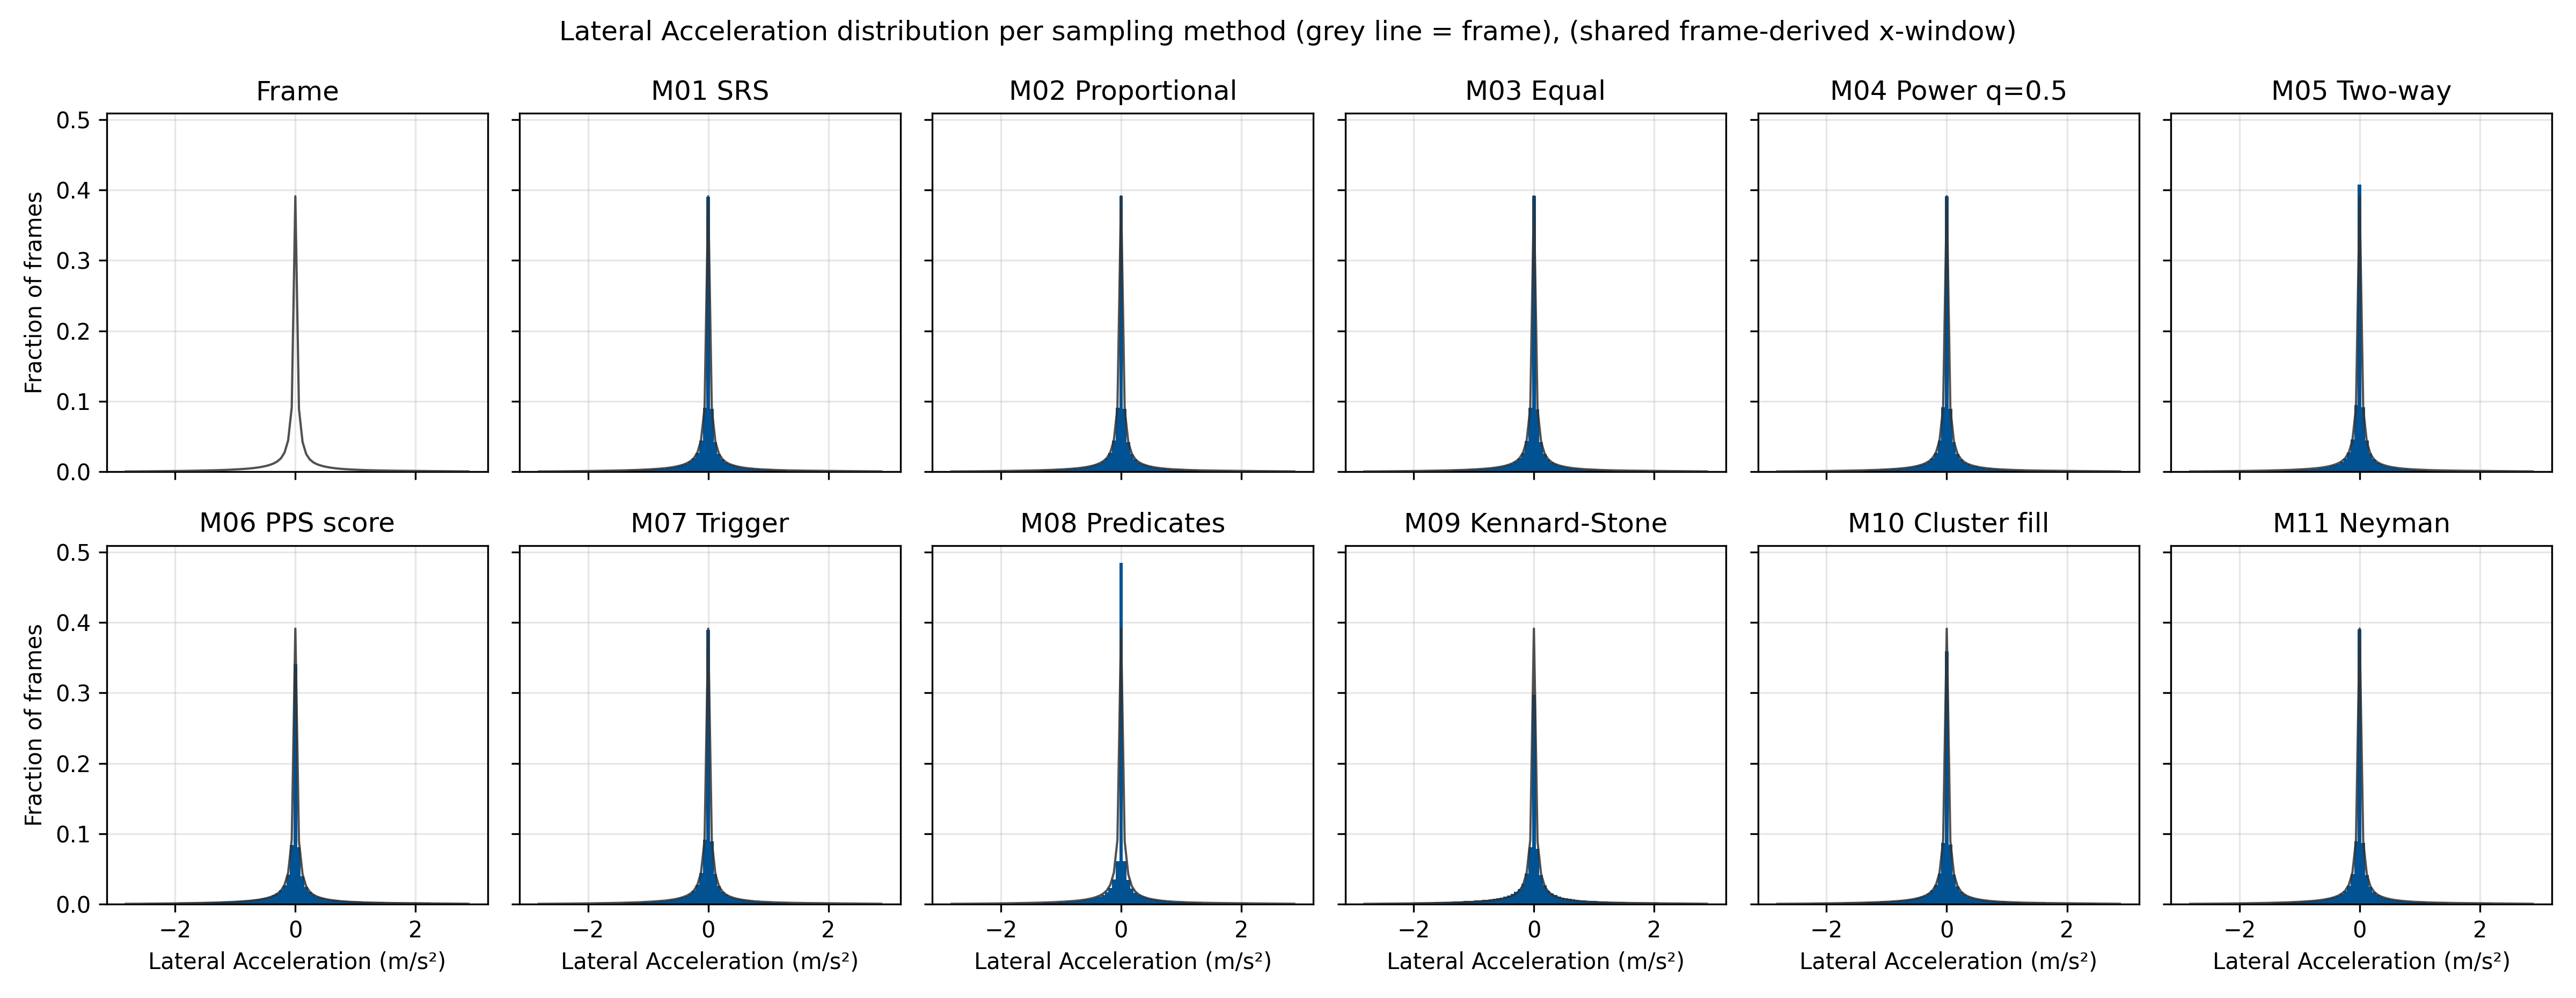 Lateral Acceleration distribution per sampling method (grey line = frame), (shared frame-derived x-window)
Frame M01 SRS M02 Proportional M03 Equal M04 Power q=0.5 M05 Two-way
Fraction of frames
0.5
0.4
0.3
0.2
0.1
0.0
M06 PPS score M07 Trigger M08 Predicates M09 Kennard-Stone M10 Cluster fill M11 Neyman
Fraction of frames
0.5
0.4
0.3
0.2
0.1
0.0
−2 0 2 −2 0 2 −2 0 2 −2 0 2 −2 0 2 −2 0 2
Lateral Acceleration (m/s²) Lateral Acceleration (m/s²) Lateral Acceleration (m/s²) Lateral Acceleration (m/s²) Lateral Acceleration (m/s²) Lateral Acceleration (m/s²)